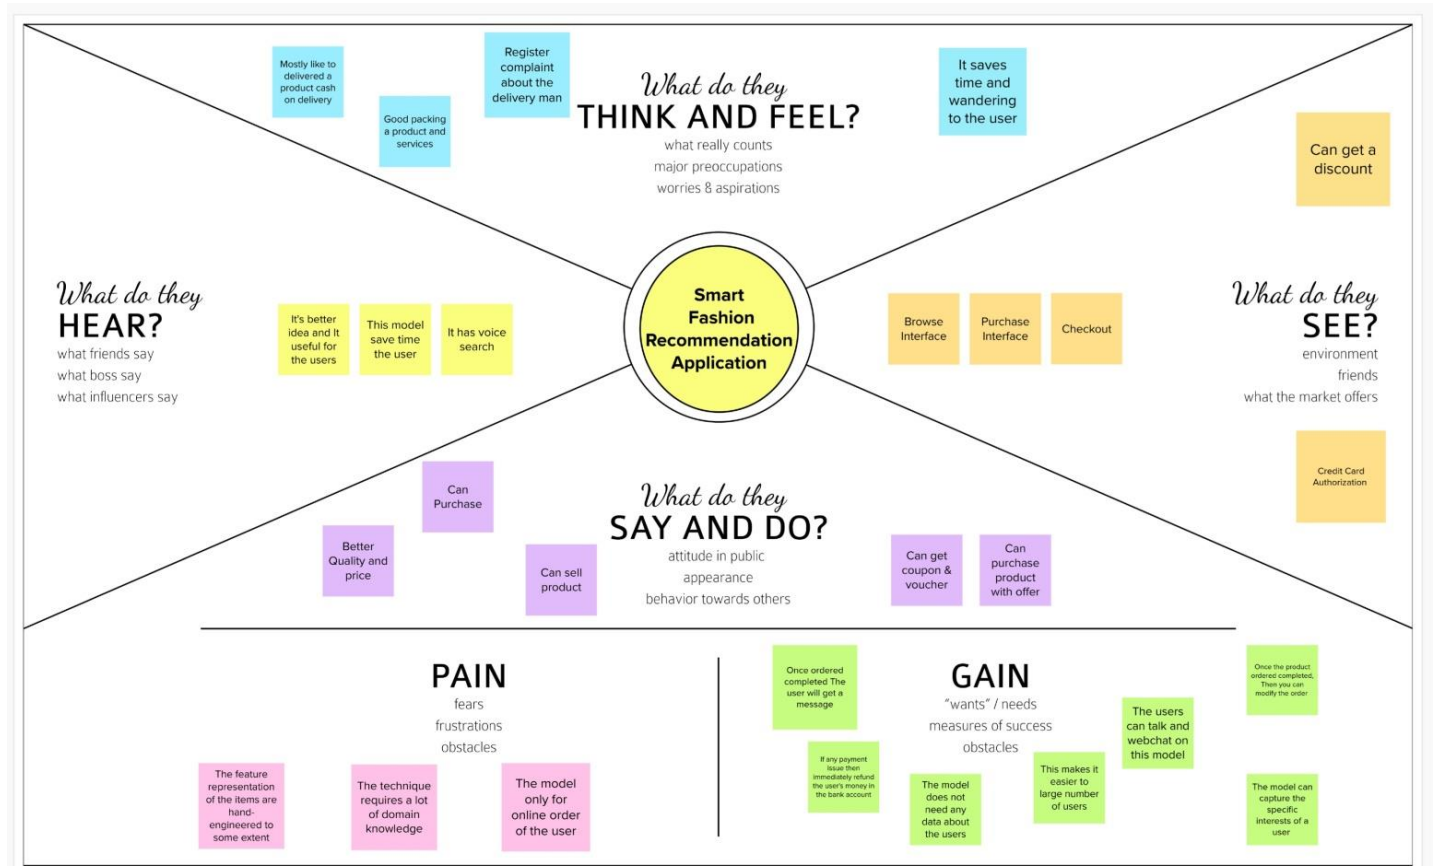 Mostly like to
delivered a
product cash
on delivery
Good packing
a product and
services
Register
complaint
about the
delivery man
What do they
THINK AND FEEL?
what really counts
major preoccupations
worries & aspirations
It saves
time and
wandering
to the user
Can get a
discount
What do they
HEAR?
what friends say
what boss say
what influencers say
It's better
idea and It
useful for
the users
This model
save time
the user
It has voice
search
Smart
Fashion
Recommendation
Application
Browse
Interface
Purchase
Interface
Checkout
What do they
SEE?
environment
friends
what the market offers
Credit Card
Authorization
Can
Purchase
Better
Quality and
price
Can sell
product
What do they
SAY AND DO?
attitude in public
appearance
behavior towards others
Can get
coupon &
voucher
Can
purchase
product
with offer
PAIN
fears
frustrations
obstacles
The feature
representation
of the items are
hand-
engineered to
some extent
The technique
requires a lot
of domain
knowledge
The model
only for
online order
of the user
GAIN
"wants" / needs
measures of success
obstacles
Once ordered
completed The
user will get a
message
If any payment
Issue then
immediately refund
the user's money in
the bank account
The model
does not
need any
data about
the users
This makes it
easier to
large number
of users
The users
can talk and
webchat on
this model
Once the product
ordered completed,
Then you can
modify the order
The model can
capture the
specific
interests of a
user